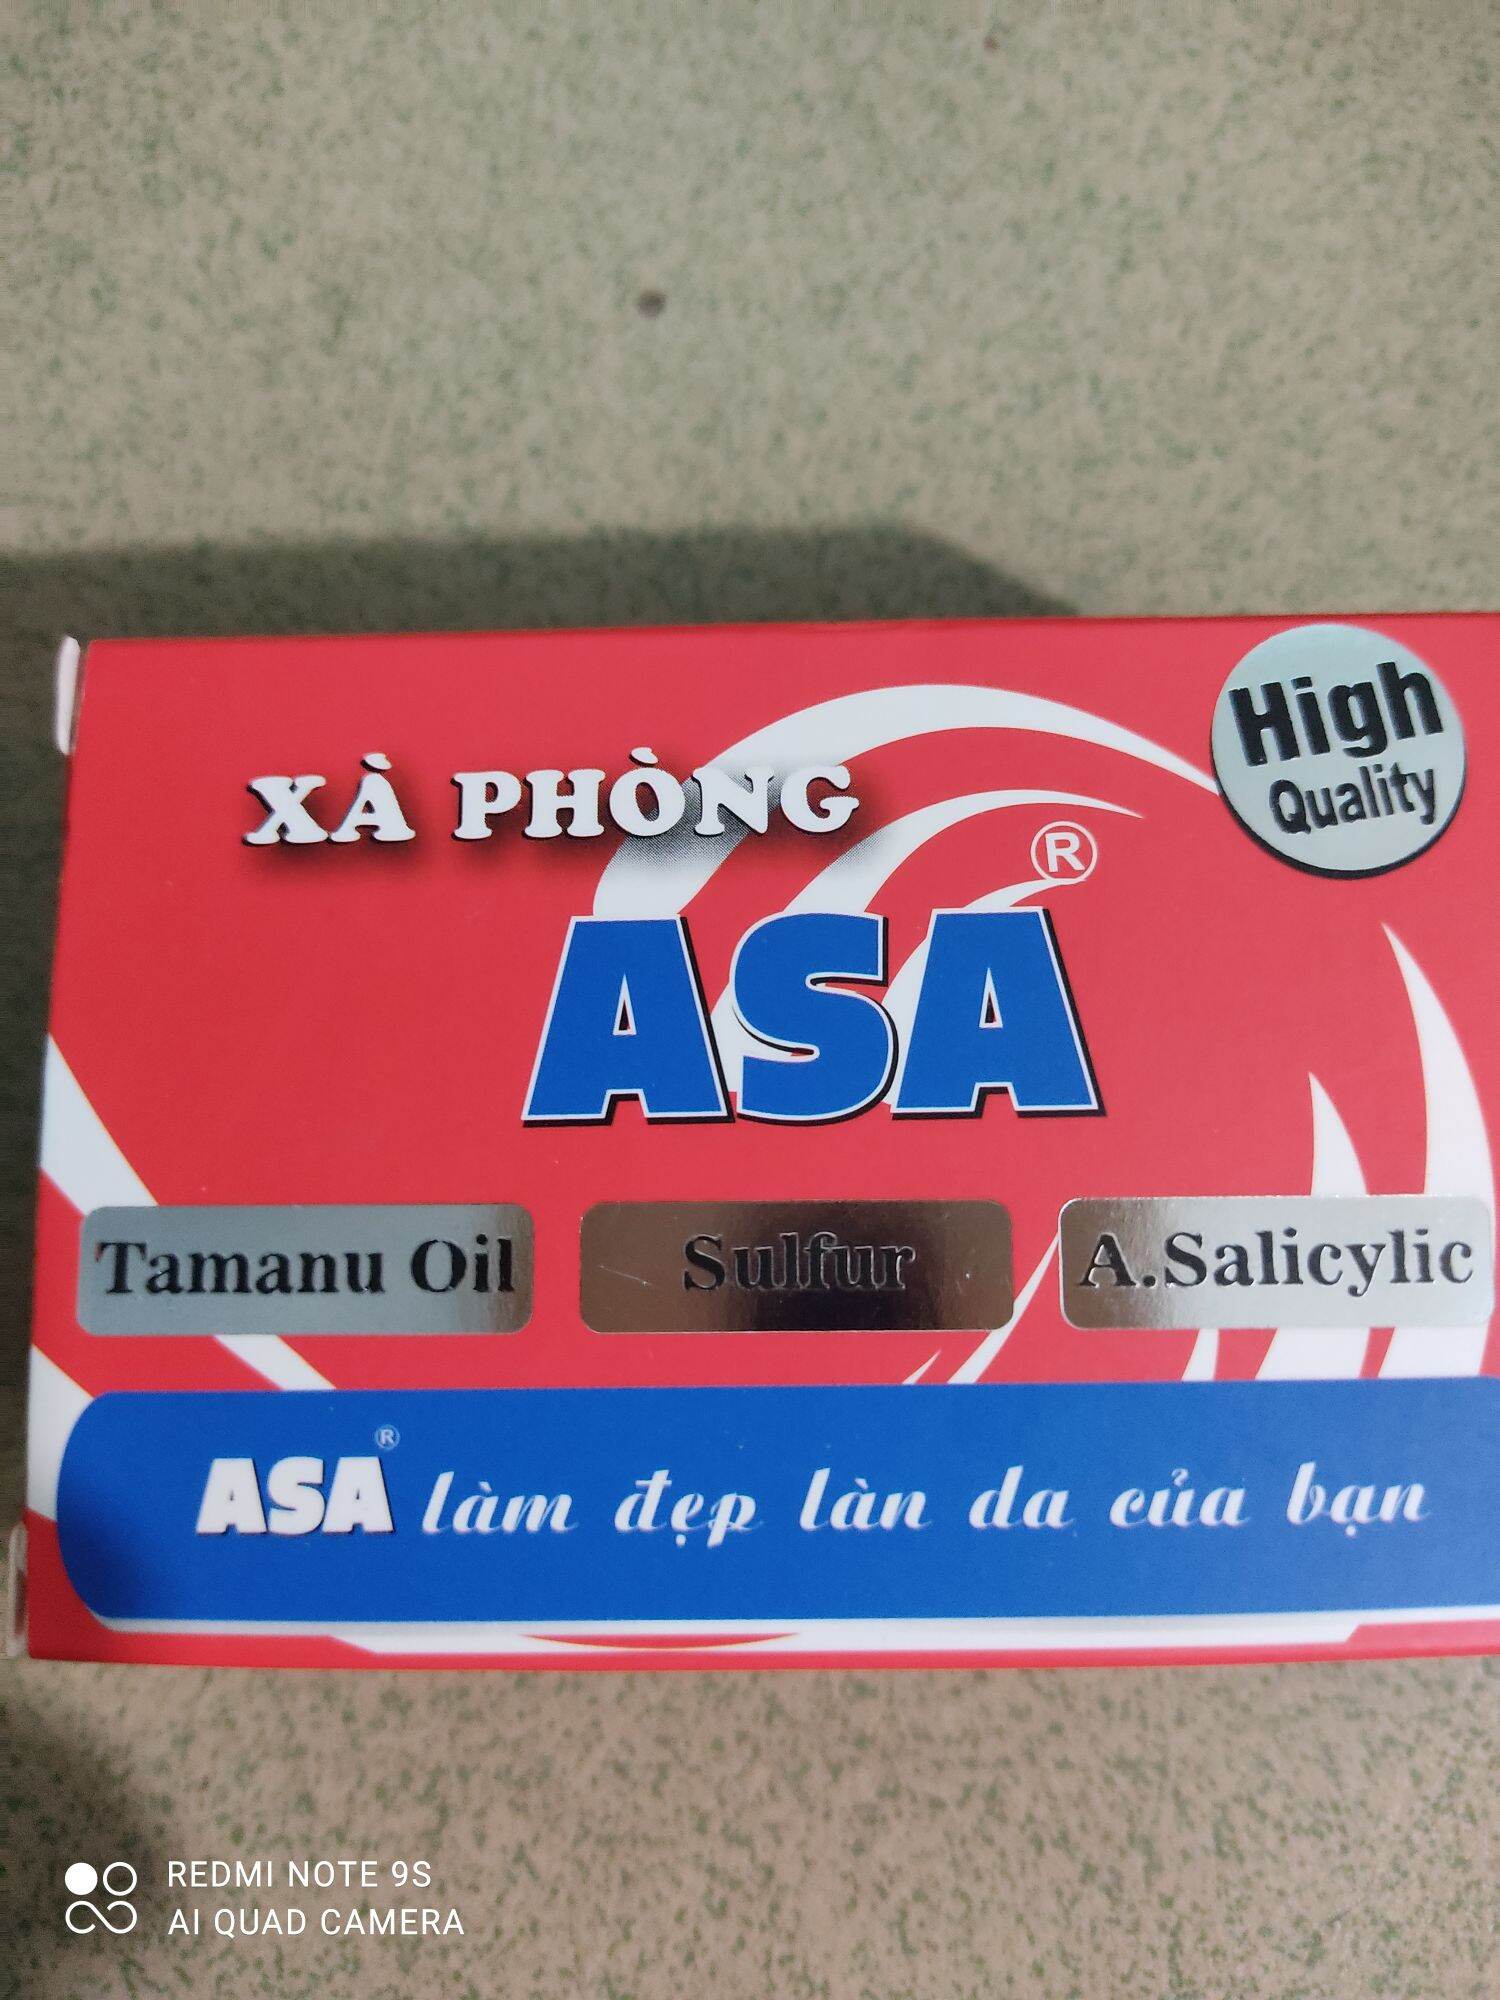 High
Quality
XÀ PHÒNG
ASA®
Tamanu Oil
Sulfur
A.Salicylic
ASA® làm đẹp làn da của bạn
REDMI NOTE 9S
AI QUAD CAMERA